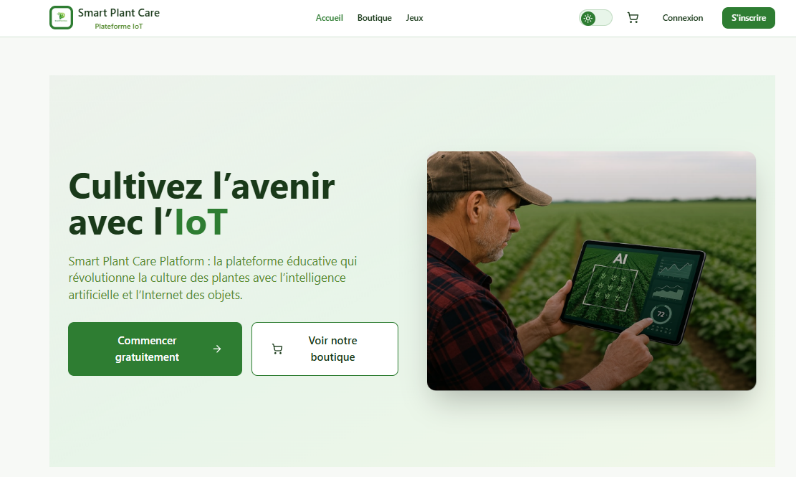 Smart Plant Care
Plateforme IoT
Accueil
Boutique
Jeux
Connexion
S'inscrire
Cultivez l’avenir
avec l’IoT
Smart Plant Care Platform : la plateforme éducative qui
révolutionne la culture des plantes avec l’intelligence
artificielle et l’Internet des objets.
Commencer
gratuitement
Voir notre
boutique
AI
72